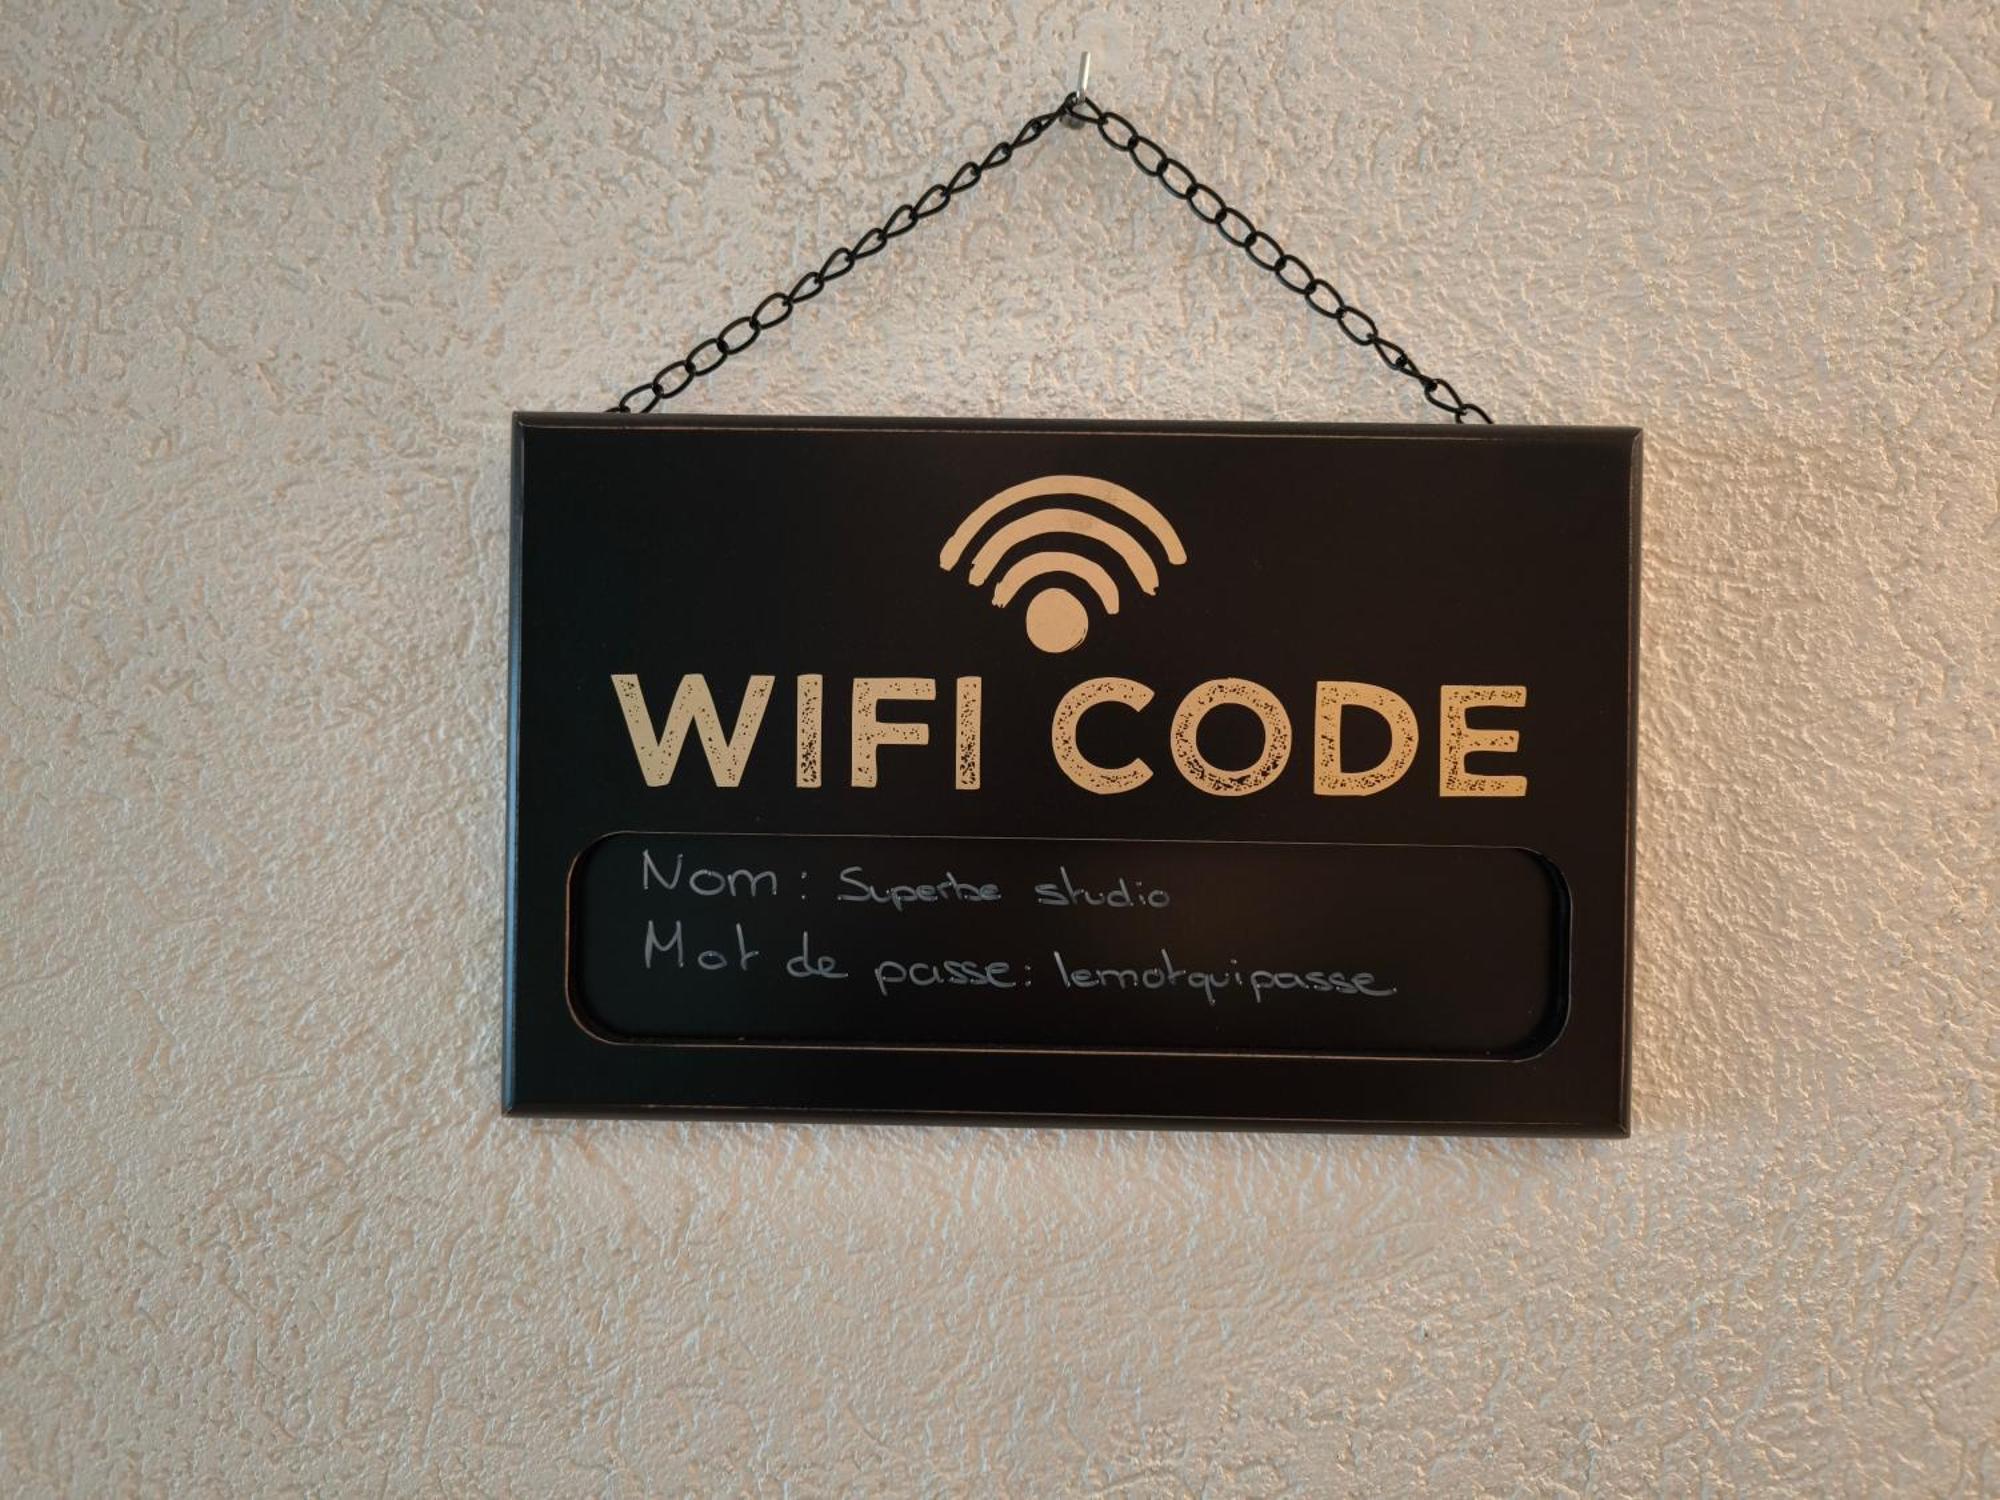 WIFI CODE
Nom : Superbe studio
Mot de passe : lemotquipasse